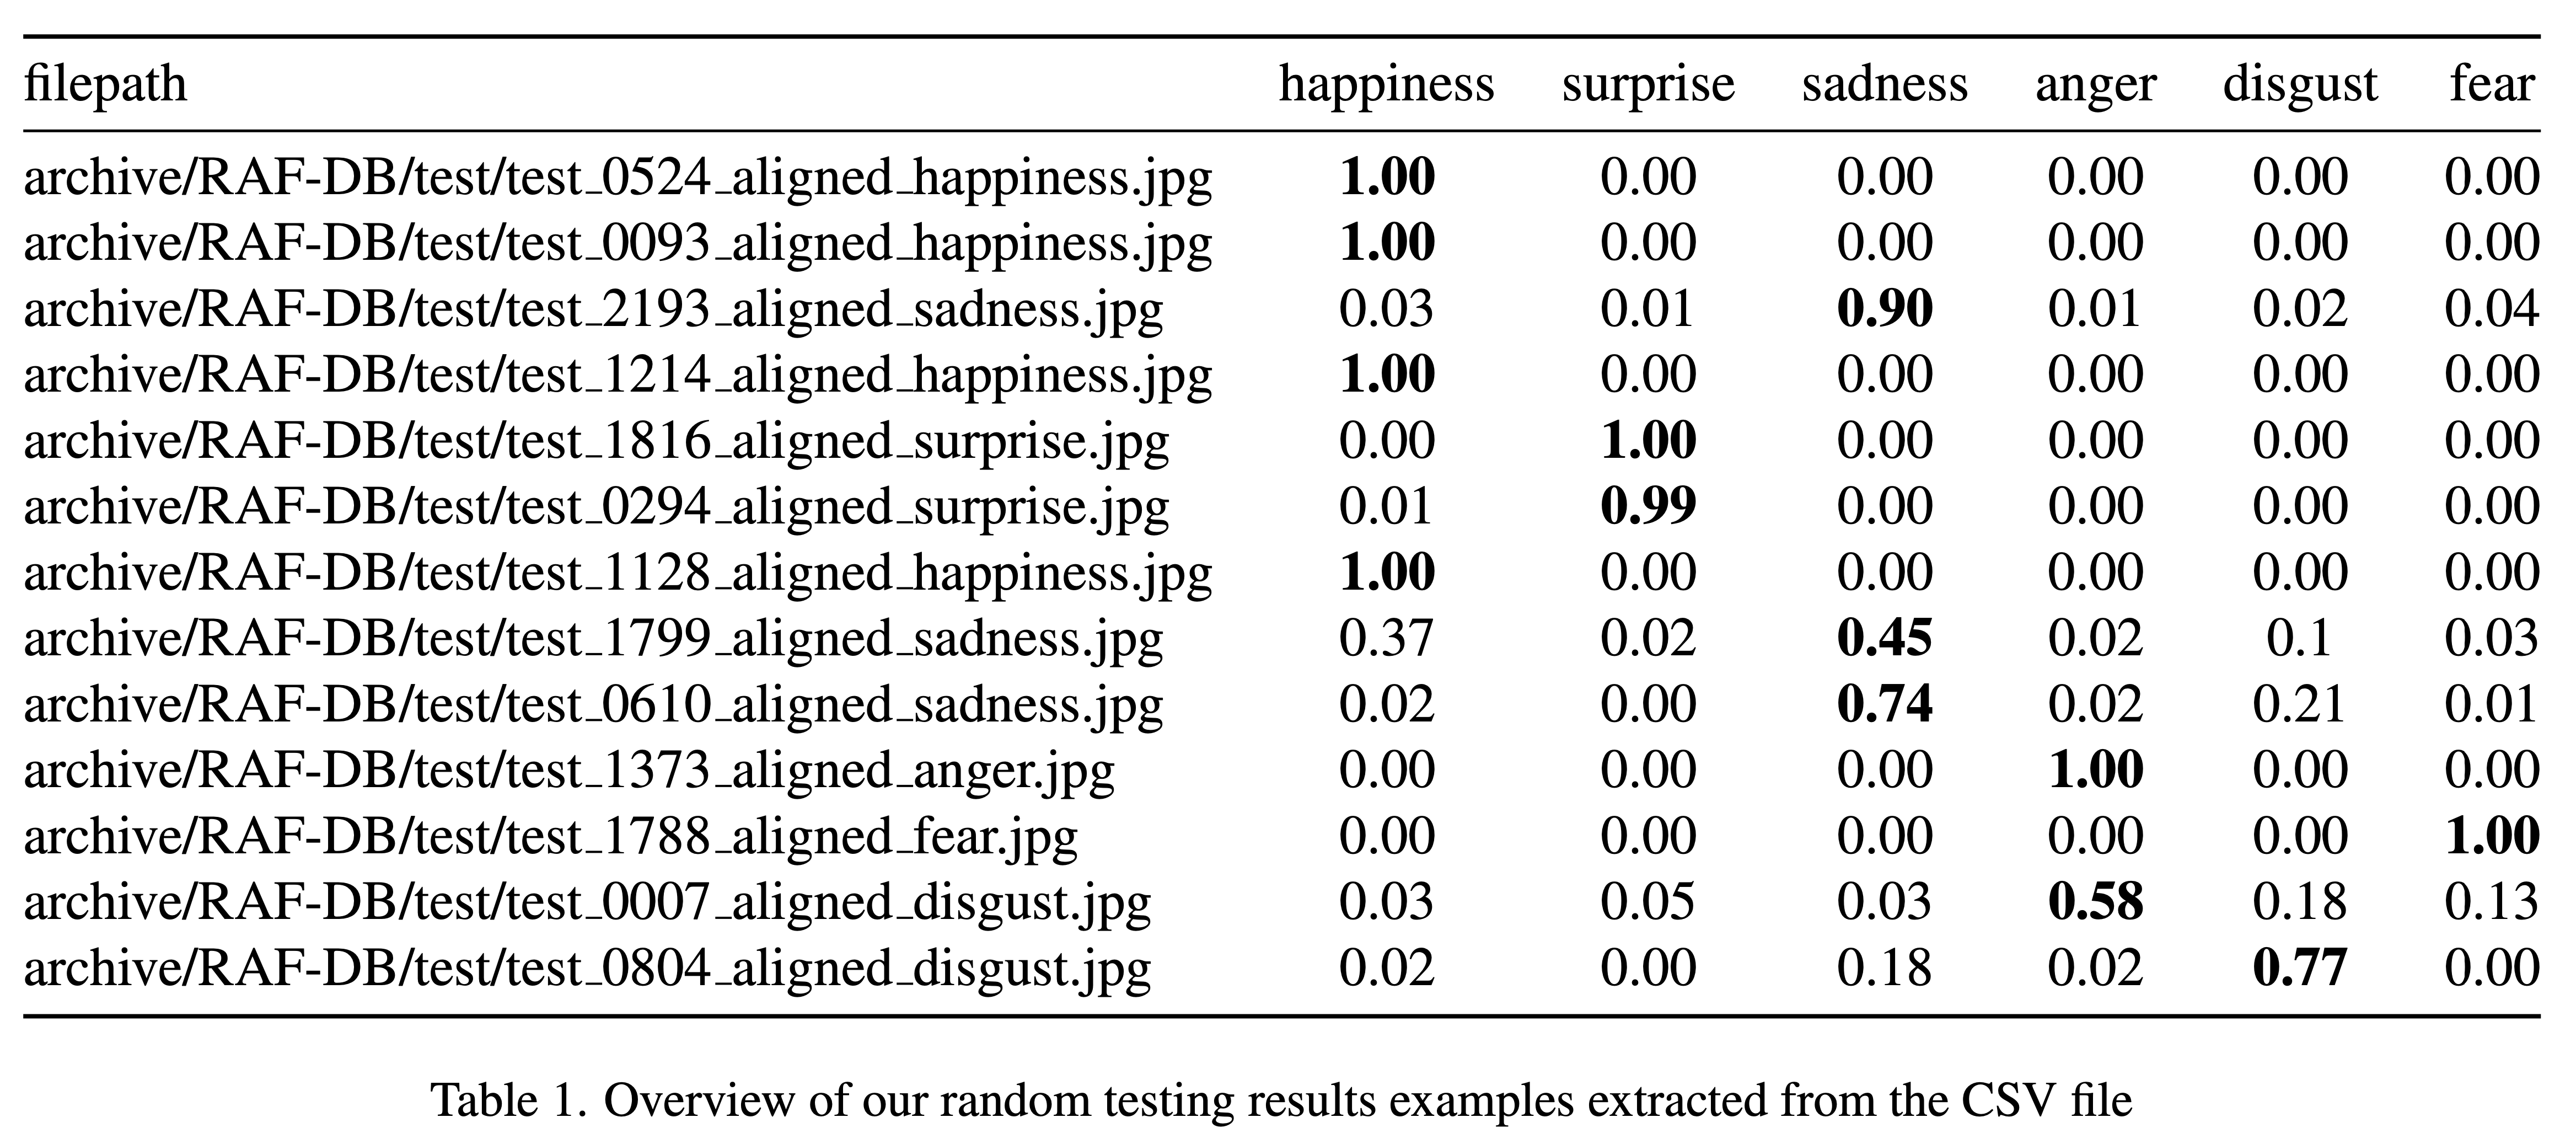 filepath happiness surprise sadness anger disgust fear
archive/RAF-DB/test/test_0524_aligned_happiness.jpg 1.00 0.00 0.00 0.00 0.00 0.00
archive/RAF-DB/test/test_0093_aligned_happiness.jpg 1.00 0.00 0.00 0.00 0.00 0.00
archive/RAF-DB/test/test_2193_aligned_sadness.jpg 0.03 0.01 0.90 0.01 0.02 0.04
archive/RAF-DB/test/test_1214_aligned_happiness.jpg 1.00 0.00 0.00 0.00 0.00 0.00
archive/RAF-DB/test/test_1816_aligned_surprise.jpg 0.00 1.00 0.00 0.00 0.00 0.00
archive/RAF-DB/test/test_0294_aligned_surprise.jpg 0.01 0.99 0.00 0.00 0.00 0.00
archive/RAF-DB/test/test_1128_aligned_happiness.jpg 1.00 0.00 0.00 0.00 0.00 0.00
archive/RAF-DB/test/test_1799_aligned_sadness.jpg 0.37 0.02 0.45 0.02 0.1 0.03
archive/RAF-DB/test/test_0610_aligned_sadness.jpg 0.02 0.00 0.74 0.02 0.21 0.01
archive/RAF-DB/test/test_1373_aligned_anger.jpg 0.00 0.00 0.00 1.00 0.00 0.00
archive/RAF-DB/test/test_1788_aligned_fear.jpg 0.00 0.00 0.00 0.00 0.00 1.00
archive/RAF-DB/test/test_0007_aligned_disgust.jpg 0.03 0.05 0.03 0.58 0.18 0.13
archive/RAF-DB/test/test_0804_aligned_disgust.jpg 0.02 0.00 0.18 0.02 0.77 0.00
Table 1. Overview of our random testing results examples extracted from the CSV file